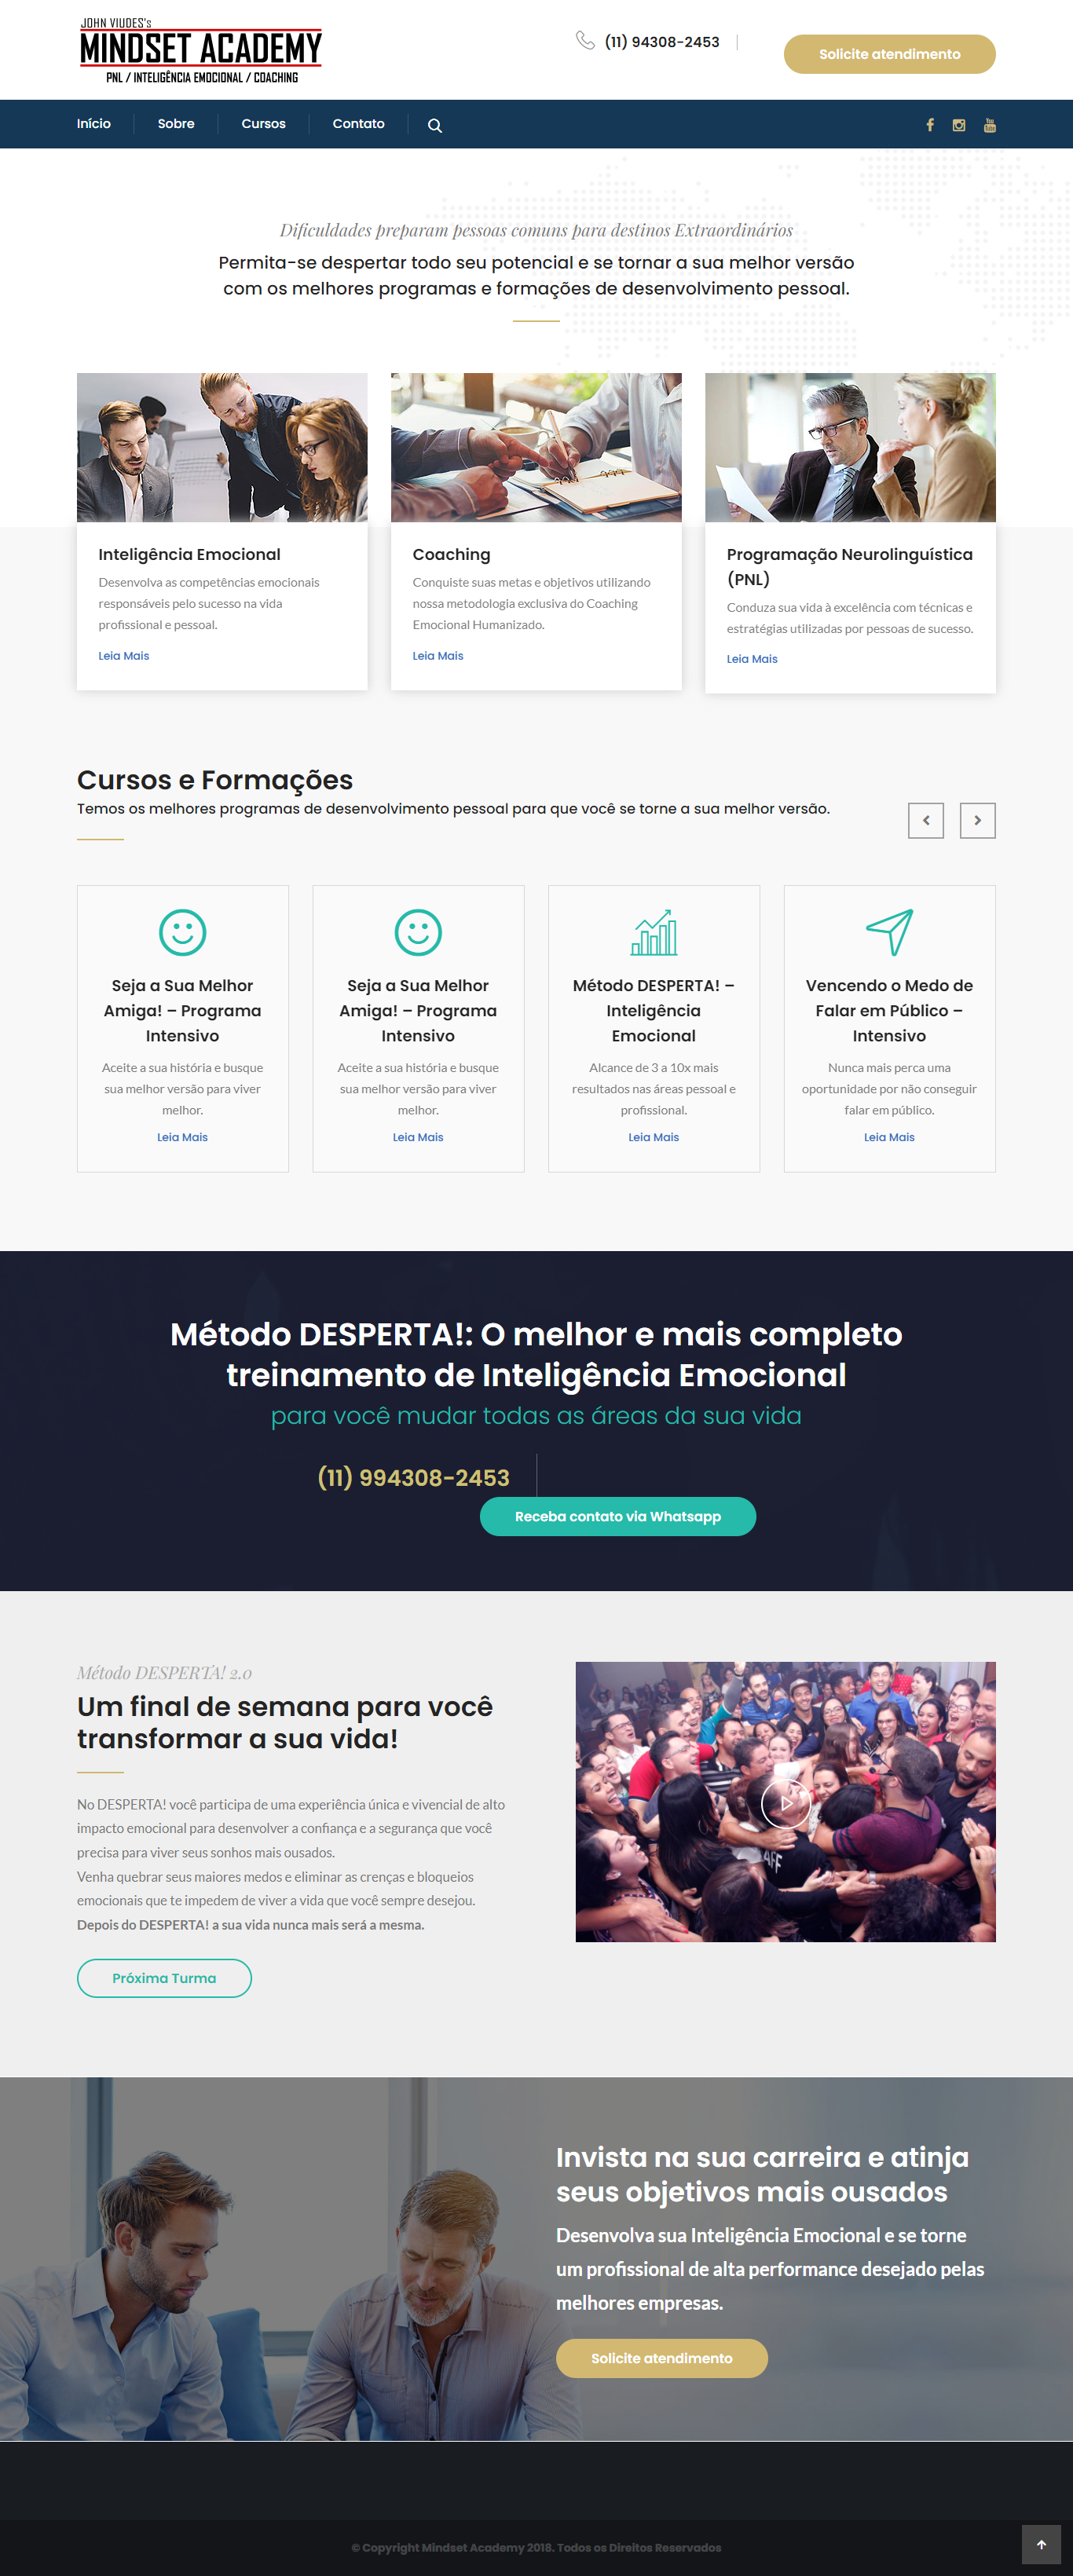 JOHN VIUDES's
MINDSET ACADEMY
PNL / INTELIGÊNCIA EMOCIONAL / COACHING
(11) 94308-2453
Solicite atendimento
Início
Sobre
Cursos
Contato
Dificuldades preparam pessoas comuns para destinos Extraordinários
Permita-se despertar todo seu potencial e se tornar a sua melhor versão
com os melhores programas e formações de desenvolvimento pessoal.
Inteligência Emocional
Desenvolva as competências emocionais
responsáveis pelo sucesso na vida
profissional e pessoal.
Leia Mais
Coaching
Conquiste suas metas e objetivos utilizando
nossa metodologia exclusiva do Coaching
Emocional Humanizado.
Leia Mais
Programação Neurolinguística
(PNL)
Conduza sua vida à excelência com técnicas e
estratégias utilizadas por pessoas de sucesso.
Leia Mais
Cursos e Formações
Temos os melhores programas de desenvolvimento pessoal para que você se torne a sua melhor versão.
Seja a Sua Melhor
Amiga! – Programa
Intensivo
Aceite a sua história e busque
sua melhor versão para viver
melhor.
Leia Mais
Seja a Sua Melhor
Amiga! – Programa
Intensivo
Aceite a sua história e busque
sua melhor versão para viver
melhor.
Leia Mais
Método DESPERTA! –
Inteligência
Emocional
Alcance de 3 a 10x mais
resultados nas áreas pessoal e
profissional.
Leia Mais
Vencendo o Medo de
Falar em Público –
Intensivo
Nunca mais perca uma
oportunidade por não conseguir
falar em público.
Leia Mais
Método DESPERTA!: O melhor e mais completo
treinamento de Inteligência Emocional
para você mudar todas as áreas da sua vida
(11) 994308-2453
Receba contato via Whatsapp
Método DESPERTA! 2.0
Um final de semana para você
transformar a sua vida!
No DESPERTA! você participa de uma experiência única e vivencial de alto
impacto emocional para desenvolver a confiança e a segurança que você
precisa para viver seus sonhos mais ousados.
Venha quebrar seus maiores medos e eliminar as crenças e bloqueios
emocionais que te impedem de viver a vida que você sempre desejou.
Depois do DESPERTA! a sua vida nunca mais será a mesma.
Próxima Turma
Invista na sua carreira e atinja
seus objetivos mais ousados
Desenvolva sua Inteligência Emocional e se torne
um profissional de alta performance desejado pelas
melhores empresas.
Solicite atendimento
© Copyright Mindset Academy 2018. Todos os Direitos Reservados